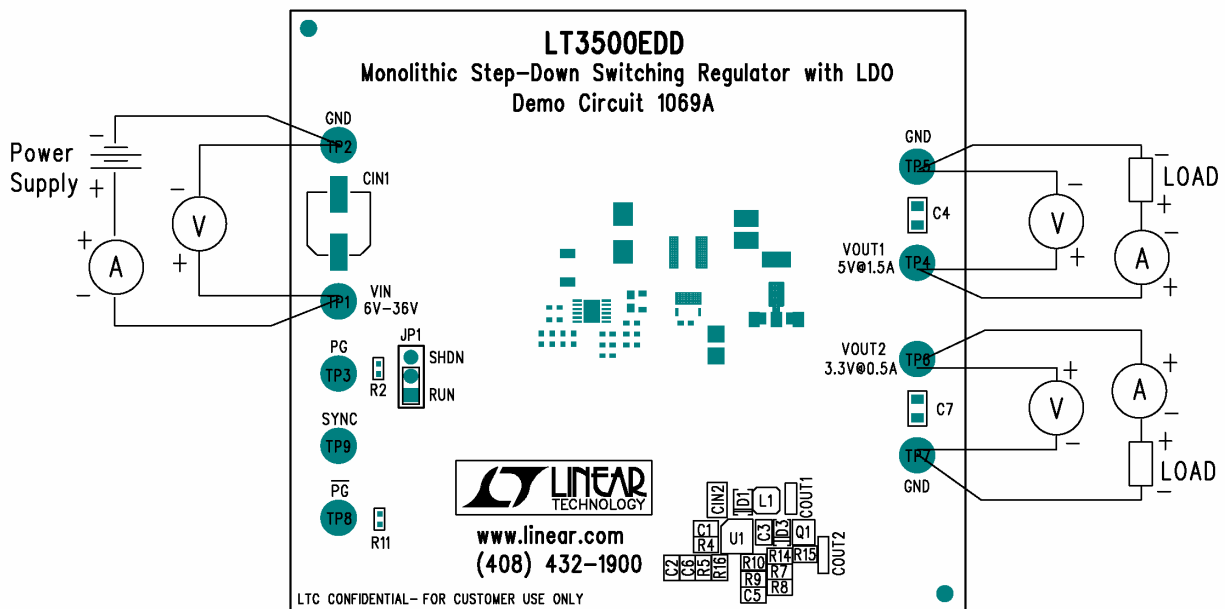 LT3500EDD
Monolithic Step-Down Switching Regulator with LDO
Demo Circuit 1069A
Power
Supply
-
+
+
A
-
-
V
+
GND
TP2
CIN1
TP1
VIN
6V-36V
PG
TP3
R2
JP1
SHDN
RUN
SYNC
TP9
PG
TP8
R11
GND
TP5
C4
VOUT1
5V@1.5A
TP4
-
V
+
-
LOAD
+
-
A
+
VOUT2
3.3V@0.5A
TP6
C7
TP7
GND
+
V
-
+
A
-
+
LOAD
-
LT LINEAR
TECHNOLOGY
www.linear.com
(408) 432-1900
CIN2
D1
L1
COUT1
C1
R4
U1
C3
D3
Q1
COUT2
C2
C6
R5
R16
R10
R14
R15
R9
R7
C5
R8
LTC CONFIDENTIAL-FOR CUSTOMER USE ONLY